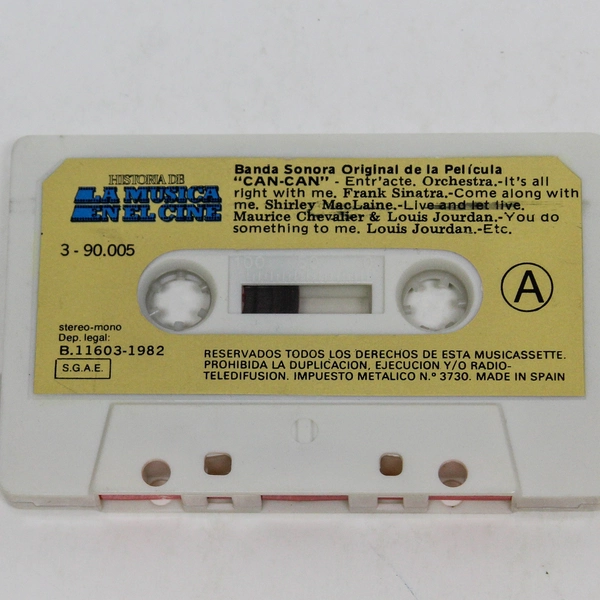 HISTORIA DE
LA MUSICA
EN EL CINE
Banda Sonora Original de la Película
"CAN-CAN" - Entr'acte. Orchestra.-It's all
right with me. Frank Sinatra.-Come along with
me. Shirley MacLaine.-Live and let live.
Maurice Chevalier & Louis Jourdan.-You do
something to me. Louis Jourdan.-Etc.
3 - 90.005
A
stereo-mono
Dep. legal:
B.11603-1982
S.G.A.E.
RESERVADOS TODOS LOS DERECHOS DE ESTA MUSICASSETTE.
PROHIBIDA LA DUPLICACION, EJECUCION Y/O RADIO-
TELEDIFUSION. IMPUESTO METALICO N.º 3730. MADE IN SPAIN